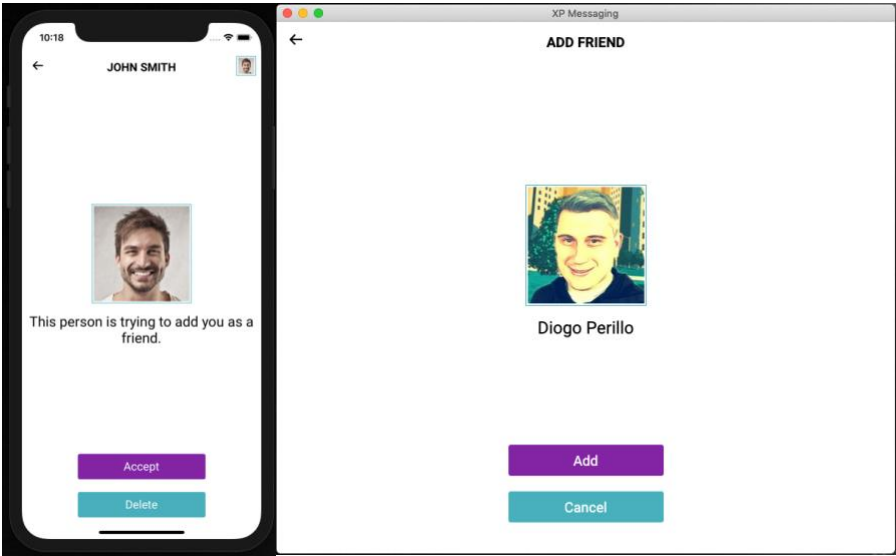 10:18
JOHN SMITH
This person is trying to add you as a
friend.
Accept
Delete
XP Messaging
ADD FRIEND
Diogo Perillo
Add
Cancel